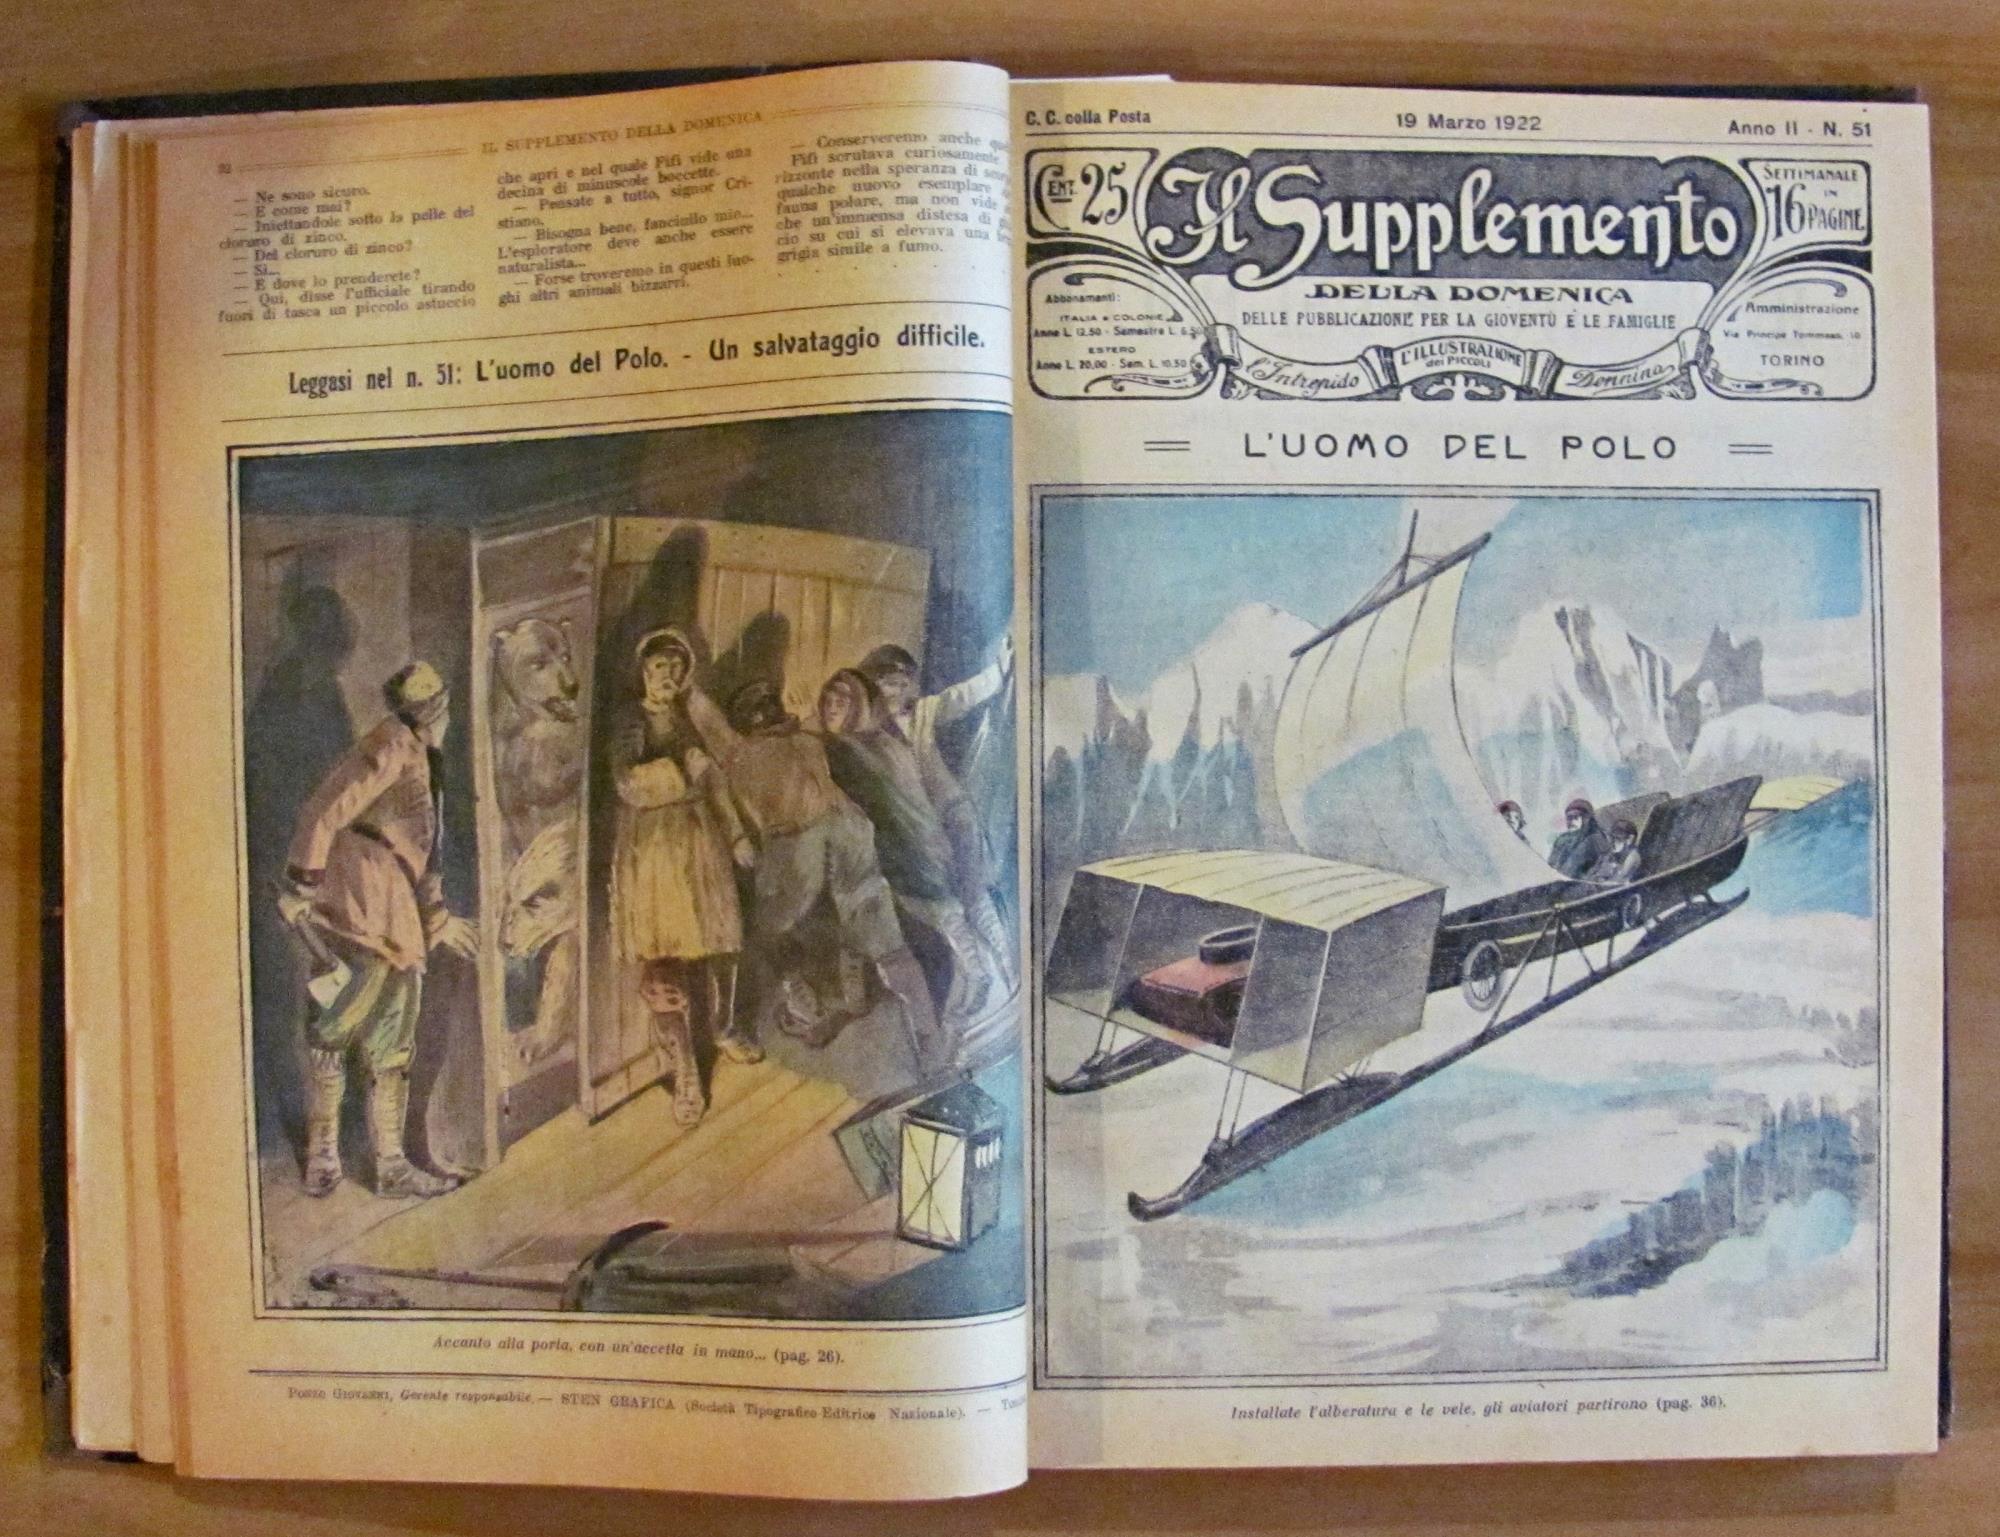 32
IL SUPPLEMENTO DELLA DOMENICA
— Ne sono sicuro.
— E come mai?
— Iniettandole sotto la pelle del
cloruro di zinco.
— Del cloruro di zinco?
— Sì...
— E dove lo prenderete?
— Qui, disse l'ufficiale tirando
fuori di tasca un piccolo astuccio
che aprì e nel quale Fifi vide una
decina di minuscole boccette.
— Pensate a tutto, signor Cri-
stiano.
— Bisogna bene, fanciullo mio...
L'esploratore deve anche essere
naturalista...
— Forse troveremo in questi luo-
ghi altri animali bizzarri.
— Conserveremo anche
Fifi scrutava curiosamente
rizzonte nella speranza di
qualche nuovo esemplare
fauna polare, ma non vide
che un'immensa distesa di
cio su cui si elevava una
grigia simile a fumo.
Leggasi nel n. 51: L'uomo del Polo. - Un salvataggio difficile.
Accanto alla porta, con un'accetta in mano... (pag. 26).
PONZO GIOVANNI, Gerente responsabile. — STEN GRAFICA (Società Tipografico-Editrice Nazionale). —
C. C. colla Posta
19 Marzo 1922
Anno II - N. 51
CENT. 25
Il Supplemento
SETTIMANALE
IN
16 PAGINE
DELLA DOMENICA
DELLE PUBBLICAZIONI PER LA GIOVENTÙ E LE FAMIGLIE
Abbonamenti:
ITALIA e COLONIE
Anno L. 12,50 - Semestre L. 6,50
ESTERO
Anno L. 20,00 - Sem. L. 10,50
L'Intrepido
L'ILLUSTRAZIONE
dei PICCOLI
Donnina
Amministrazione
Via Principe Tommaso, 10
TORINO
L'UOMO DEL POLO
Installate l'alberatura e le vele, gli aviatori partirono (pag. 36).